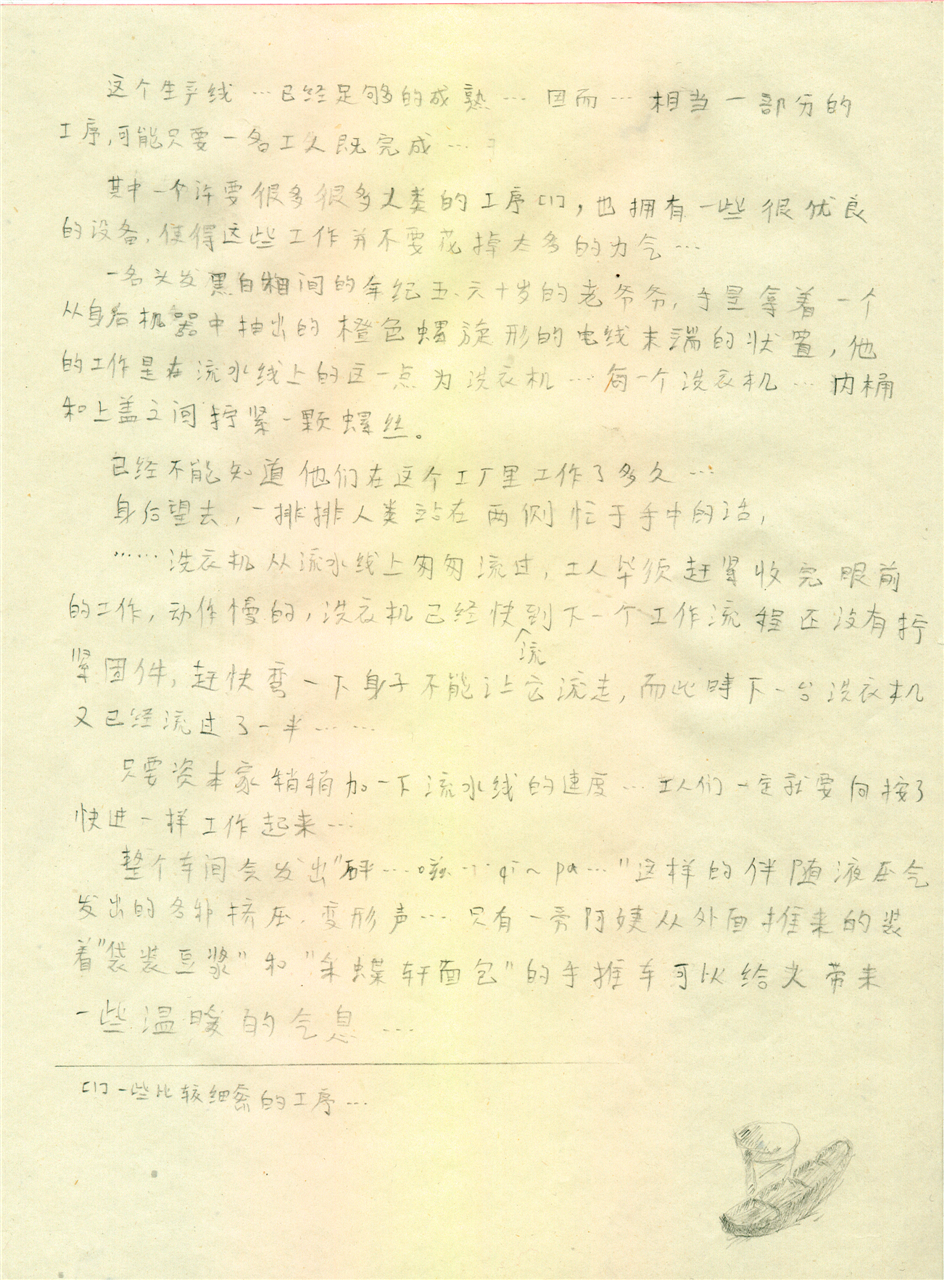 这个生产线…已经足够的成熟…因而…相当一部分的
工序,可能只要一名工人既完成…
其中一个许要很多很多人类的工序[1],也拥有一些很优良
的设备,使得这些工作并不要花掉太多的力气…
一名头发黑白相间的年纪五、六十岁的老爷爷,手里拿着一个
从身后机器中抽出的橙色螺旋形的电线末端的状置,他
的工作是在流水线上的这一点为洗衣机…每一个洗衣机…内桶
和上盖之间拧紧一颗螺丝。
已经不能知道他们在这个工厂里工作了多久…
身后望去,一排排人类站在两侧忙于手中的活,
……洗衣机从流水线上匆匆流过,工人毕须赶紧收完眼前
的工作,动作慢的,洗衣机已经快流到下一个工作流程还没有拧
紧固件,赶快弯一下身子不能让它流走,而此時下一台洗衣机
又已经流过了一半……
只要资本家稍稍加一下流水线的速度…工人们一定就要向按了
快进一样工作起来…
整个车间会发出"砰…嗞…qi~pa…"这样的伴随液压气
发出的各种挤压、变形声…只有一旁阿姨从外面推来的装
着"袋装豆浆"和"采蝶轩面包"的手推车可以给人带来
一些温暖的气息…
[1]一些比较细密的工序…